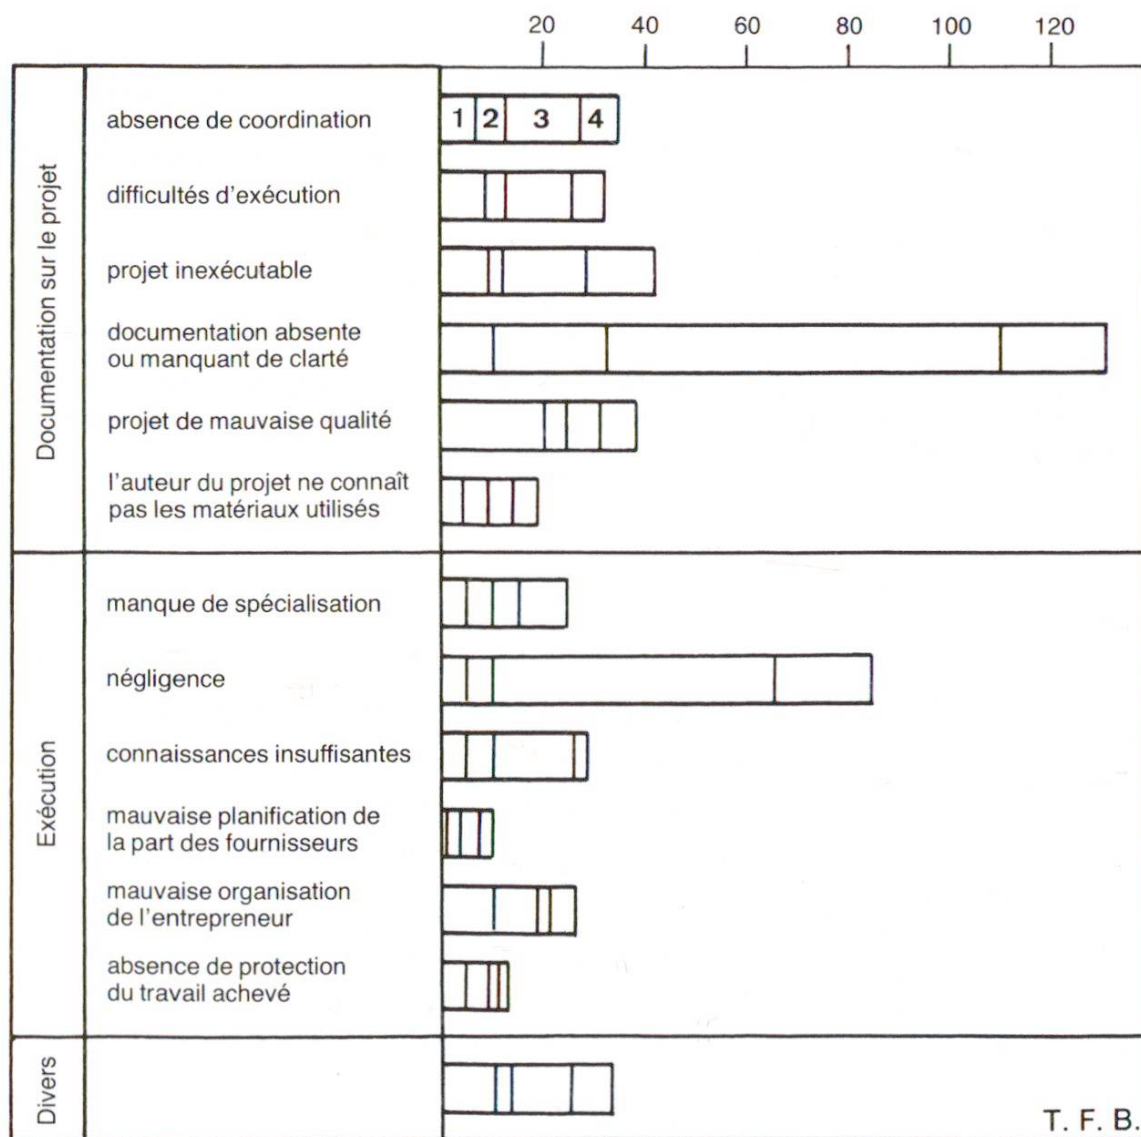 20 40 60 80 100 120
Documentation sur le projet
absence de coordination
1 2 3 4
difficultés d'exécution
projet inexécutable
documentation absente
ou manquant de clarté
projet de mauvaise qualité
l'auteur du projet ne connaît
pas les matériaux utilisés
Exécution
manque de spécialisation
négligence
connaissances insuffisantes
mauvaise planification de
la part des fournisseurs
mauvaise organisation
de l'entrepreneur
absence de protection
du travail achevé
Divers
T. F. B.